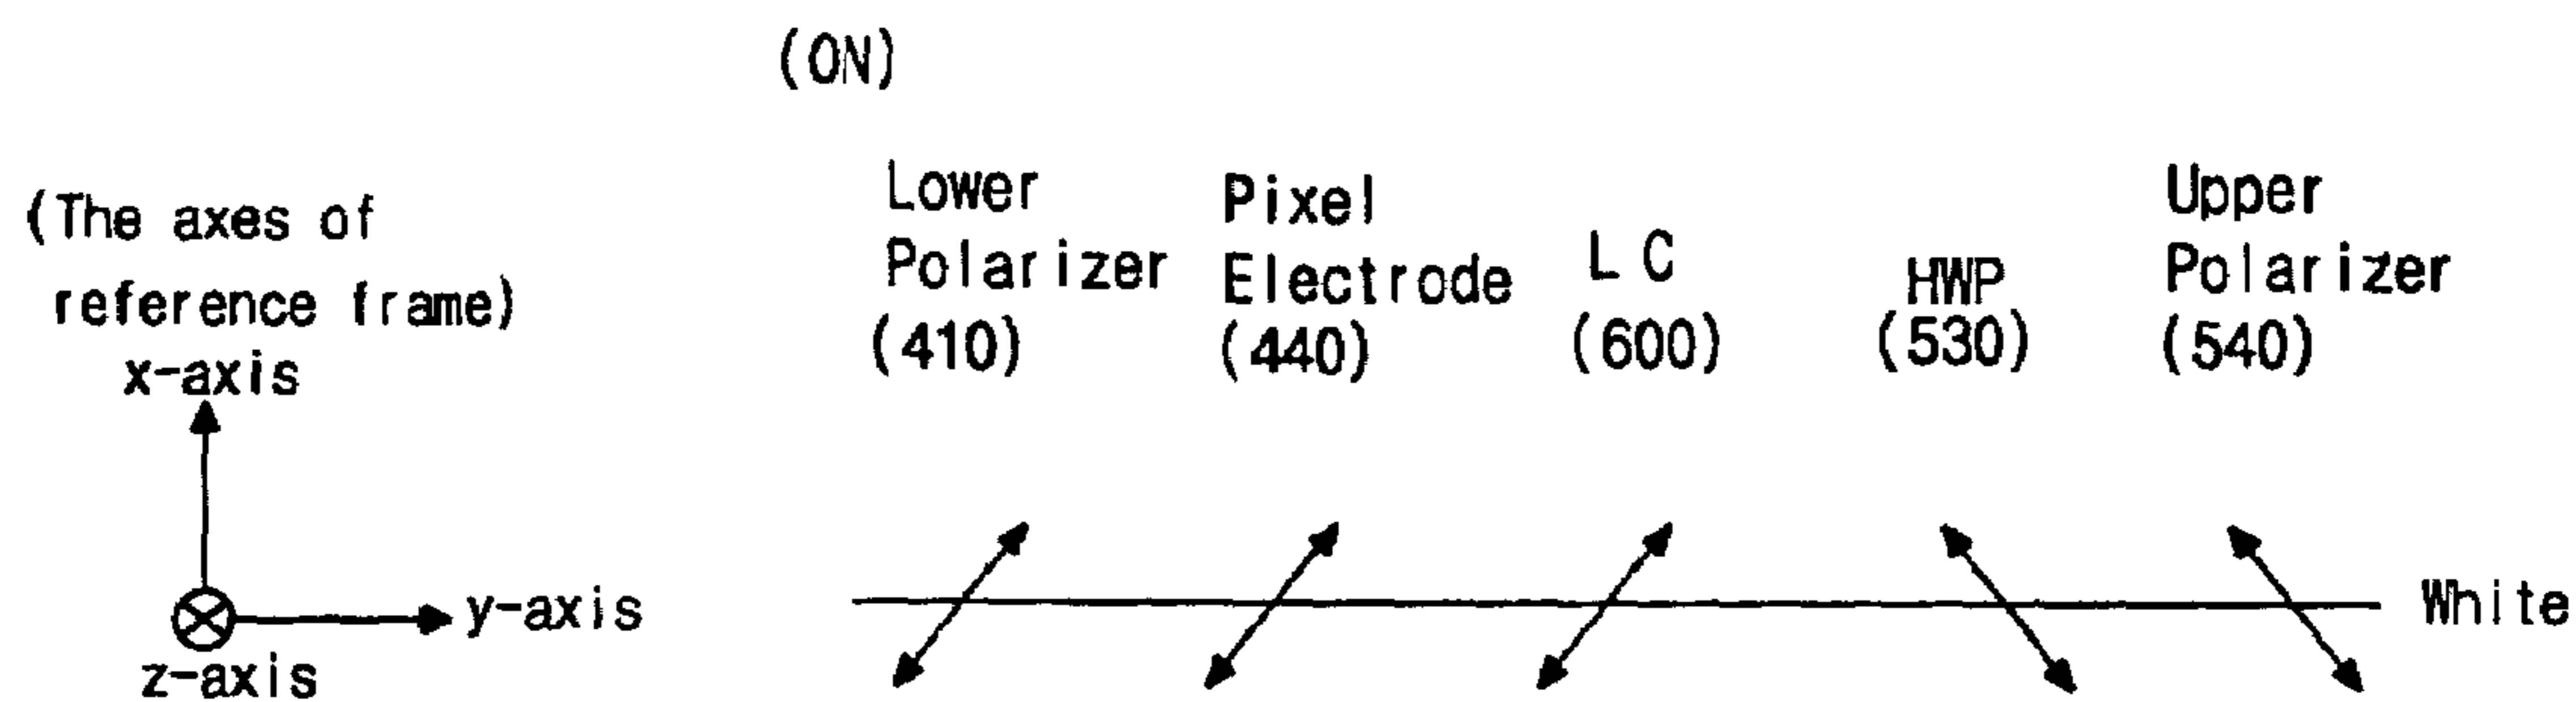 (ON)
(The axes of
reference frame)
x-axis
y-axis
z-axis
Lower
Polarizer
(410)
Pixel
Electrode
(440)
LC
(600)
HWP
(530)
Upper
Polarizer
(540)
White